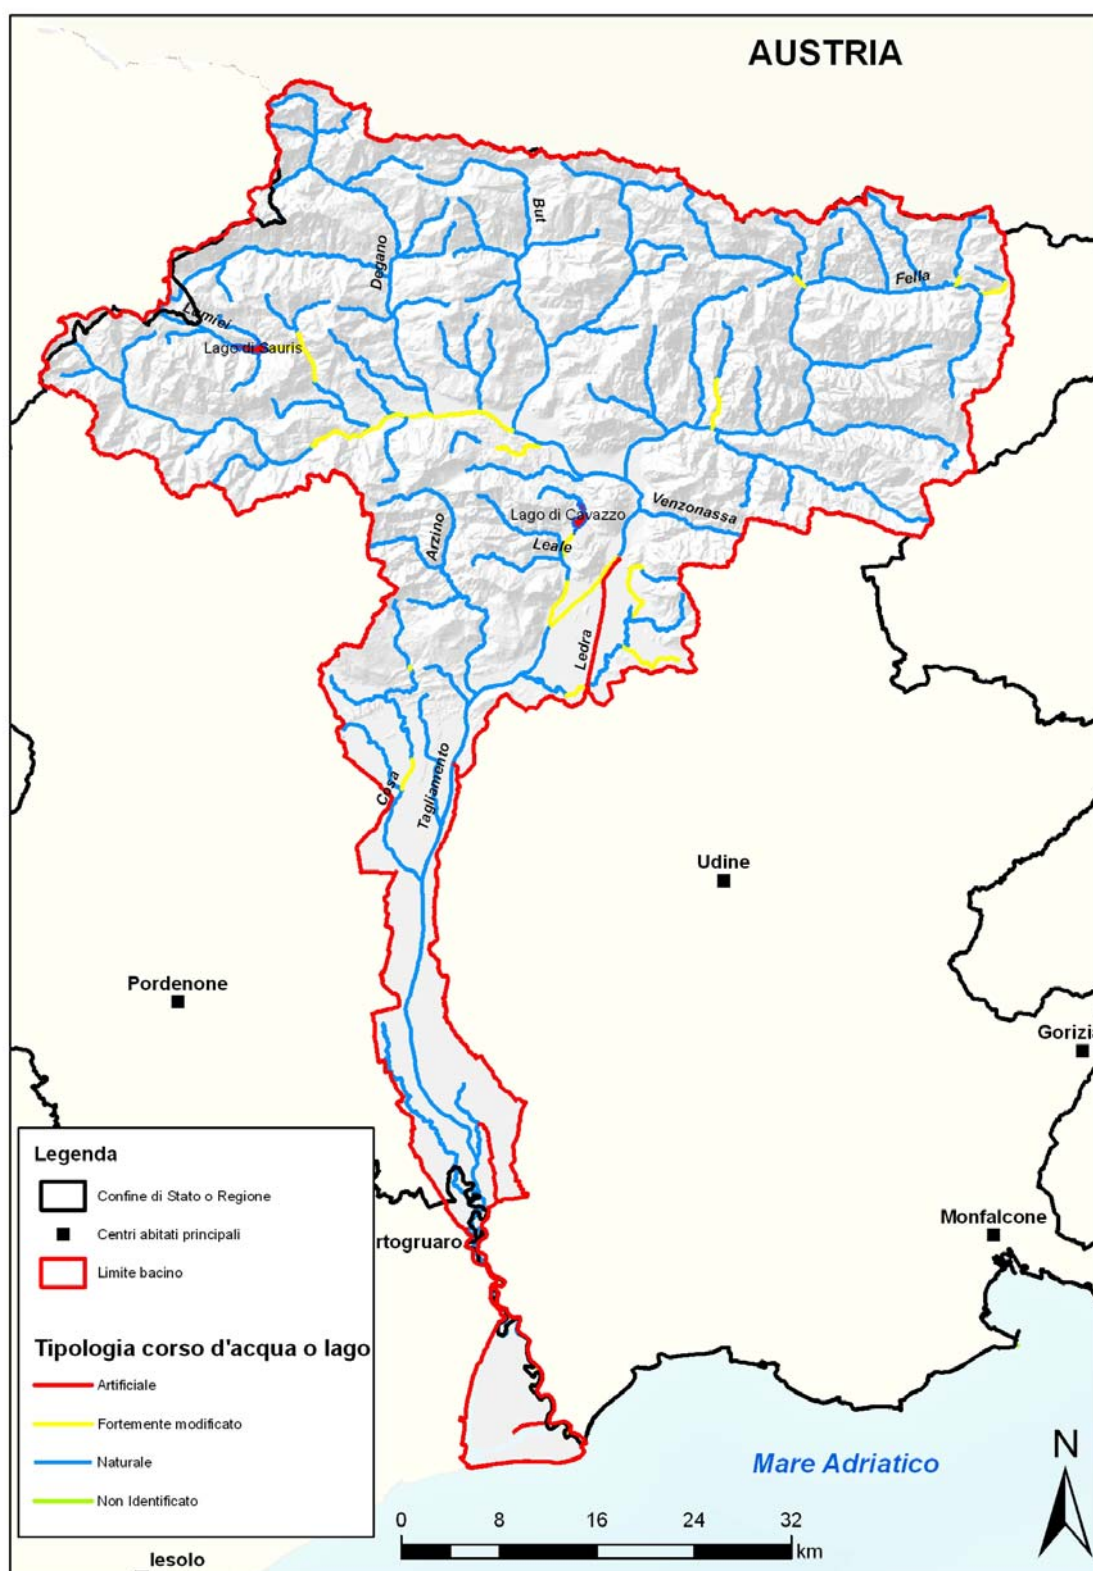 AUSTRIA
But
Degano
Fella
Lumiei
Lago di Sauris
Lago di Cavazzo
Venzonassa
Arzino
Leale
Ledra
Cosa
Tagliamento
Udine
Pordenone
Gorizia
Legenda
Confine di Stato o Regione
Centri abitati principali
Limite bacino
rtogruaro
Monfalcone
Tipologia corso d'acqua o lago
Artificiale
Fortemente modificato
Naturale
Non Identificato
Mare Adriatico
N
0 8 16 24 32
km
Iesolo